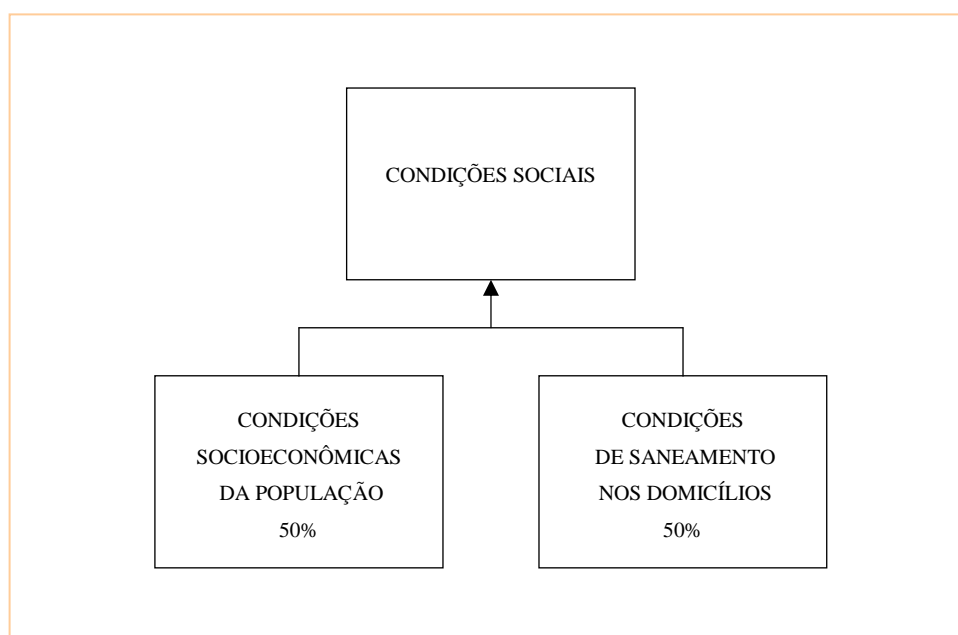 CONDIÇÕES SOCIAIS
CONDIÇÕES
SOCIOECONÔMICAS
DA POPULAÇÃO
50%
CONDIÇÕES
DE SANEAMENTO
NOS DOMICÍLIOS
50%